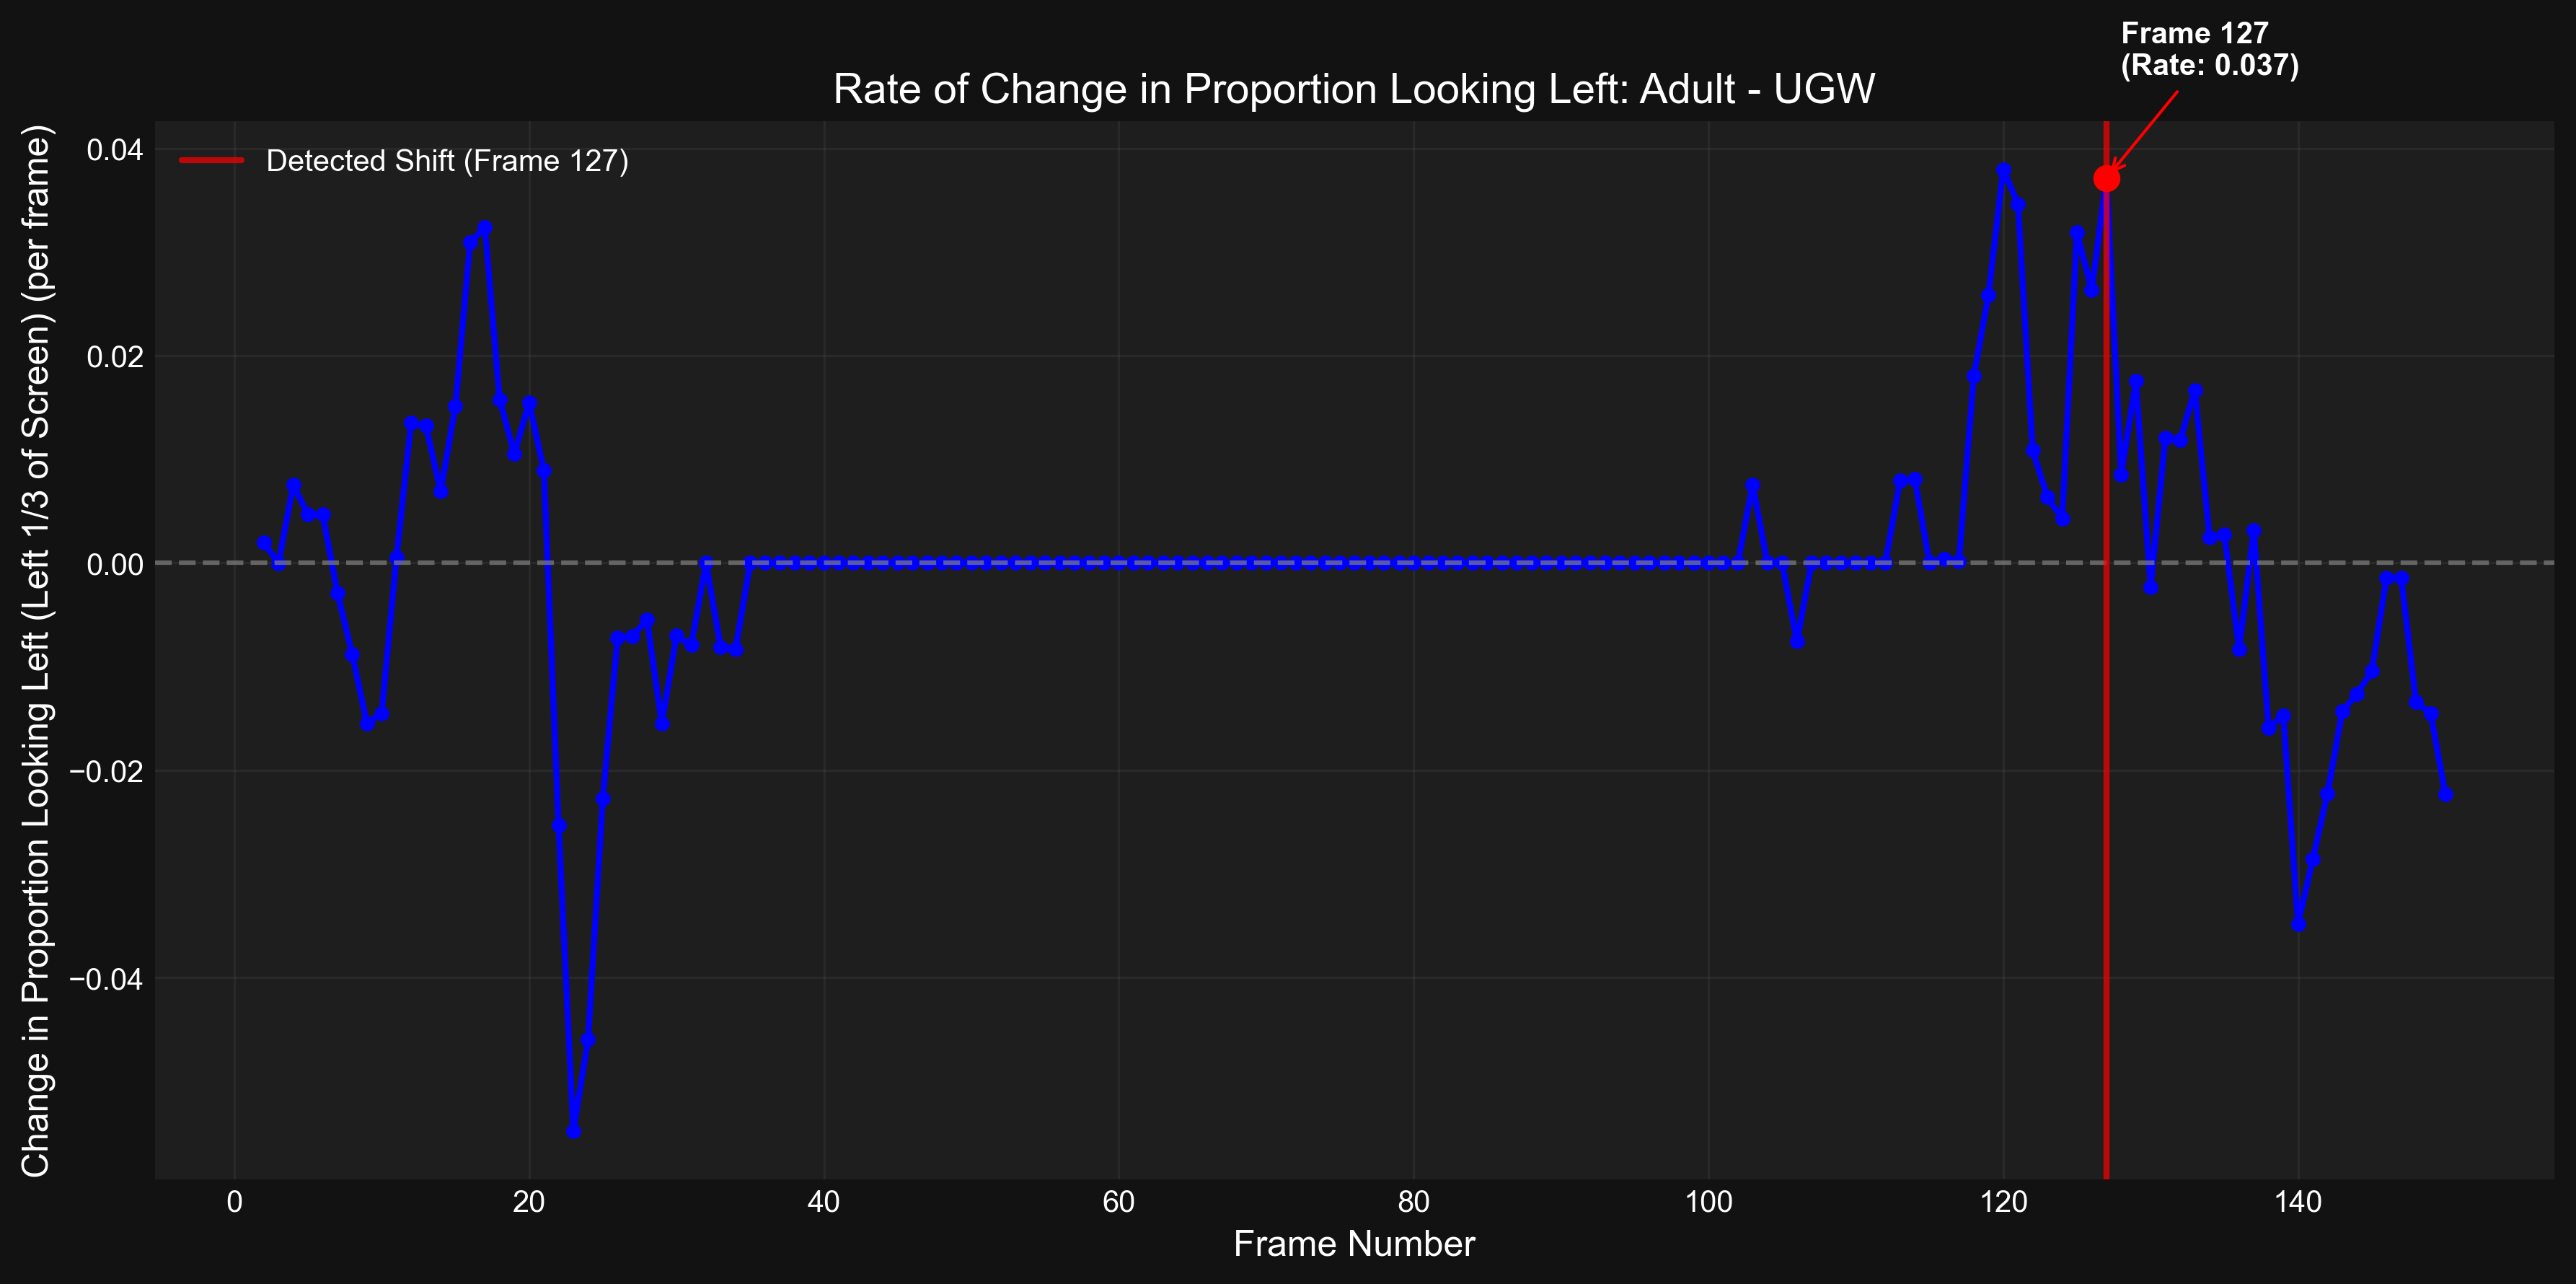 Frame 127
(Rate: 0.037)
Rate of Change in Proportion Looking Left: Adult - UGW
Change in Proportion Looking Left (Left 1/3 of Screen) (per frame)
Detected Shift (Frame 127)
0.04
0.02
0.00
−0.02
−0.04
0 20 40 60 80 100 120 140
Frame Number